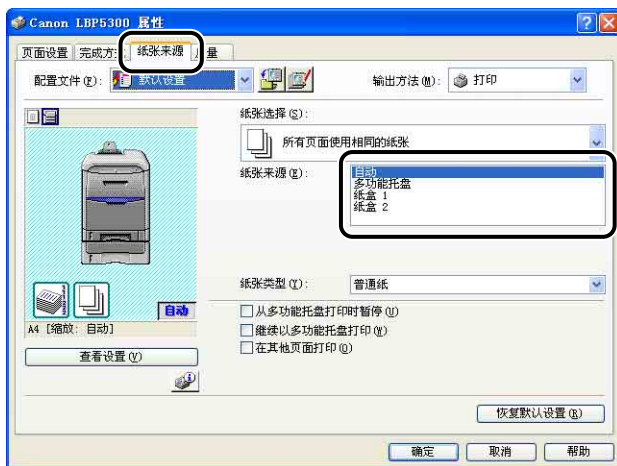 Canon LBP5300 属性
页面设置 完成方 纸张来源 量
配置文件(F): 默认设置 输出方法(M): 打印
纸张选择(S):
所有页面使用相同的纸张
纸张来源(E): 自动
多功能托盘
纸盒 1
纸盒 2
自动
A4 [缩放: 自动]
纸张类型(T): 普通纸
从多功能托盘打印时暂停(U)
继续以多功能托盘打印(W)
在其他页面打印(O)
查看设置(V)
恢复默认设置(R)
确定 取消 帮助